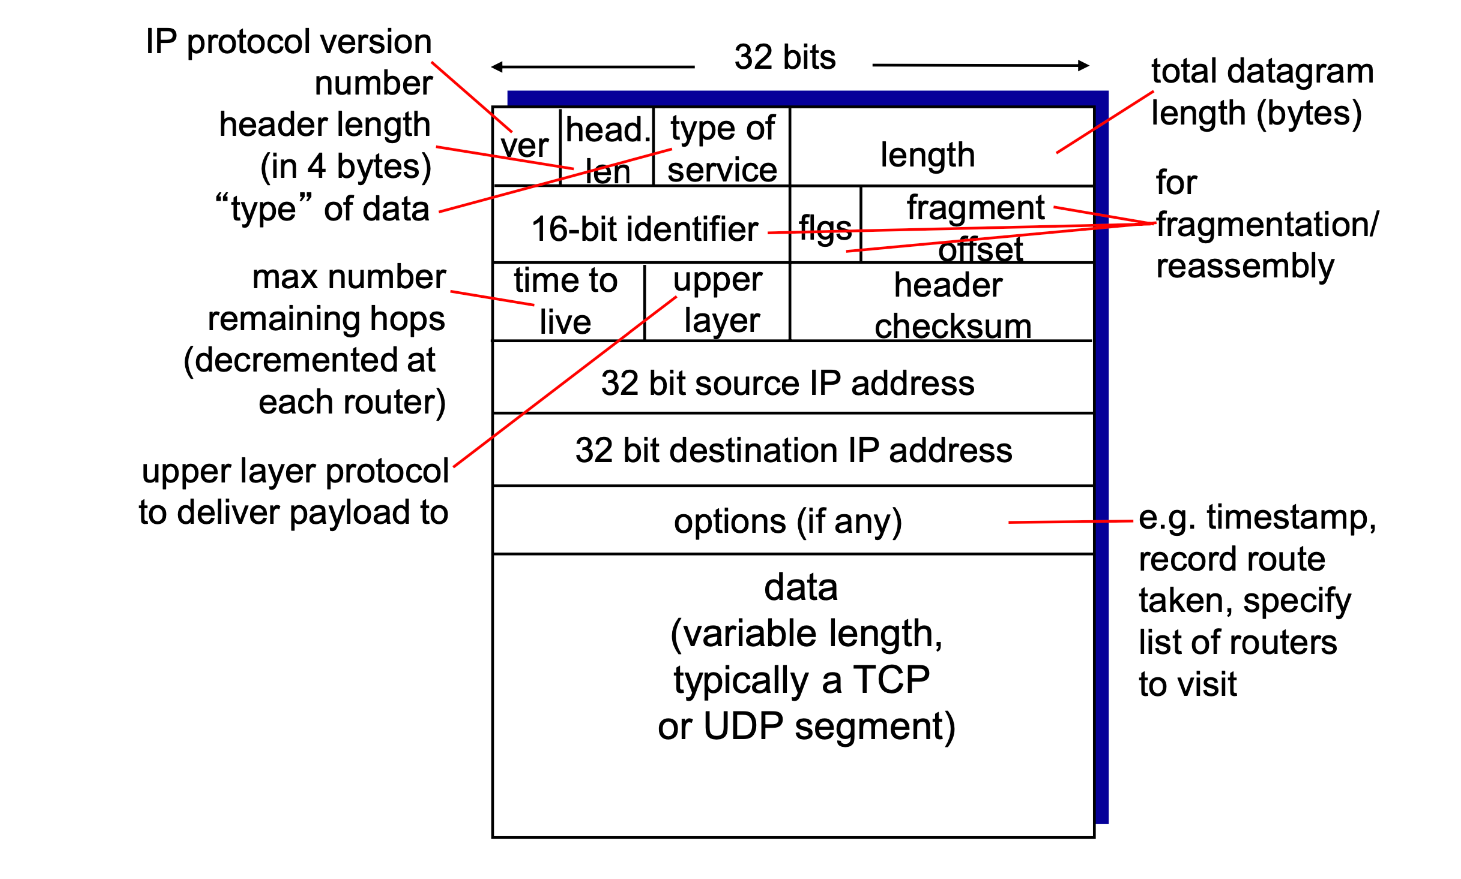 IP protocol version
number
header length
(in 4 bytes)
“type” of data
max number
remaining hops
(decremented at
each router)
upper layer protocol
to deliver payload to
32 bits
ver
head.
len
type of
service
length
16-bit identifier
flgs
fragment
offset
time to
live
upper
layer
header
checksum
32 bit source IP address
32 bit destination IP address
options (if any)
data
(variable length,
typically a TCP
or UDP segment)
total datagram
length (bytes)
for
fragmentation/
reassembly
e.g. timestamp,
record route
taken, specify
list of routers
to visit